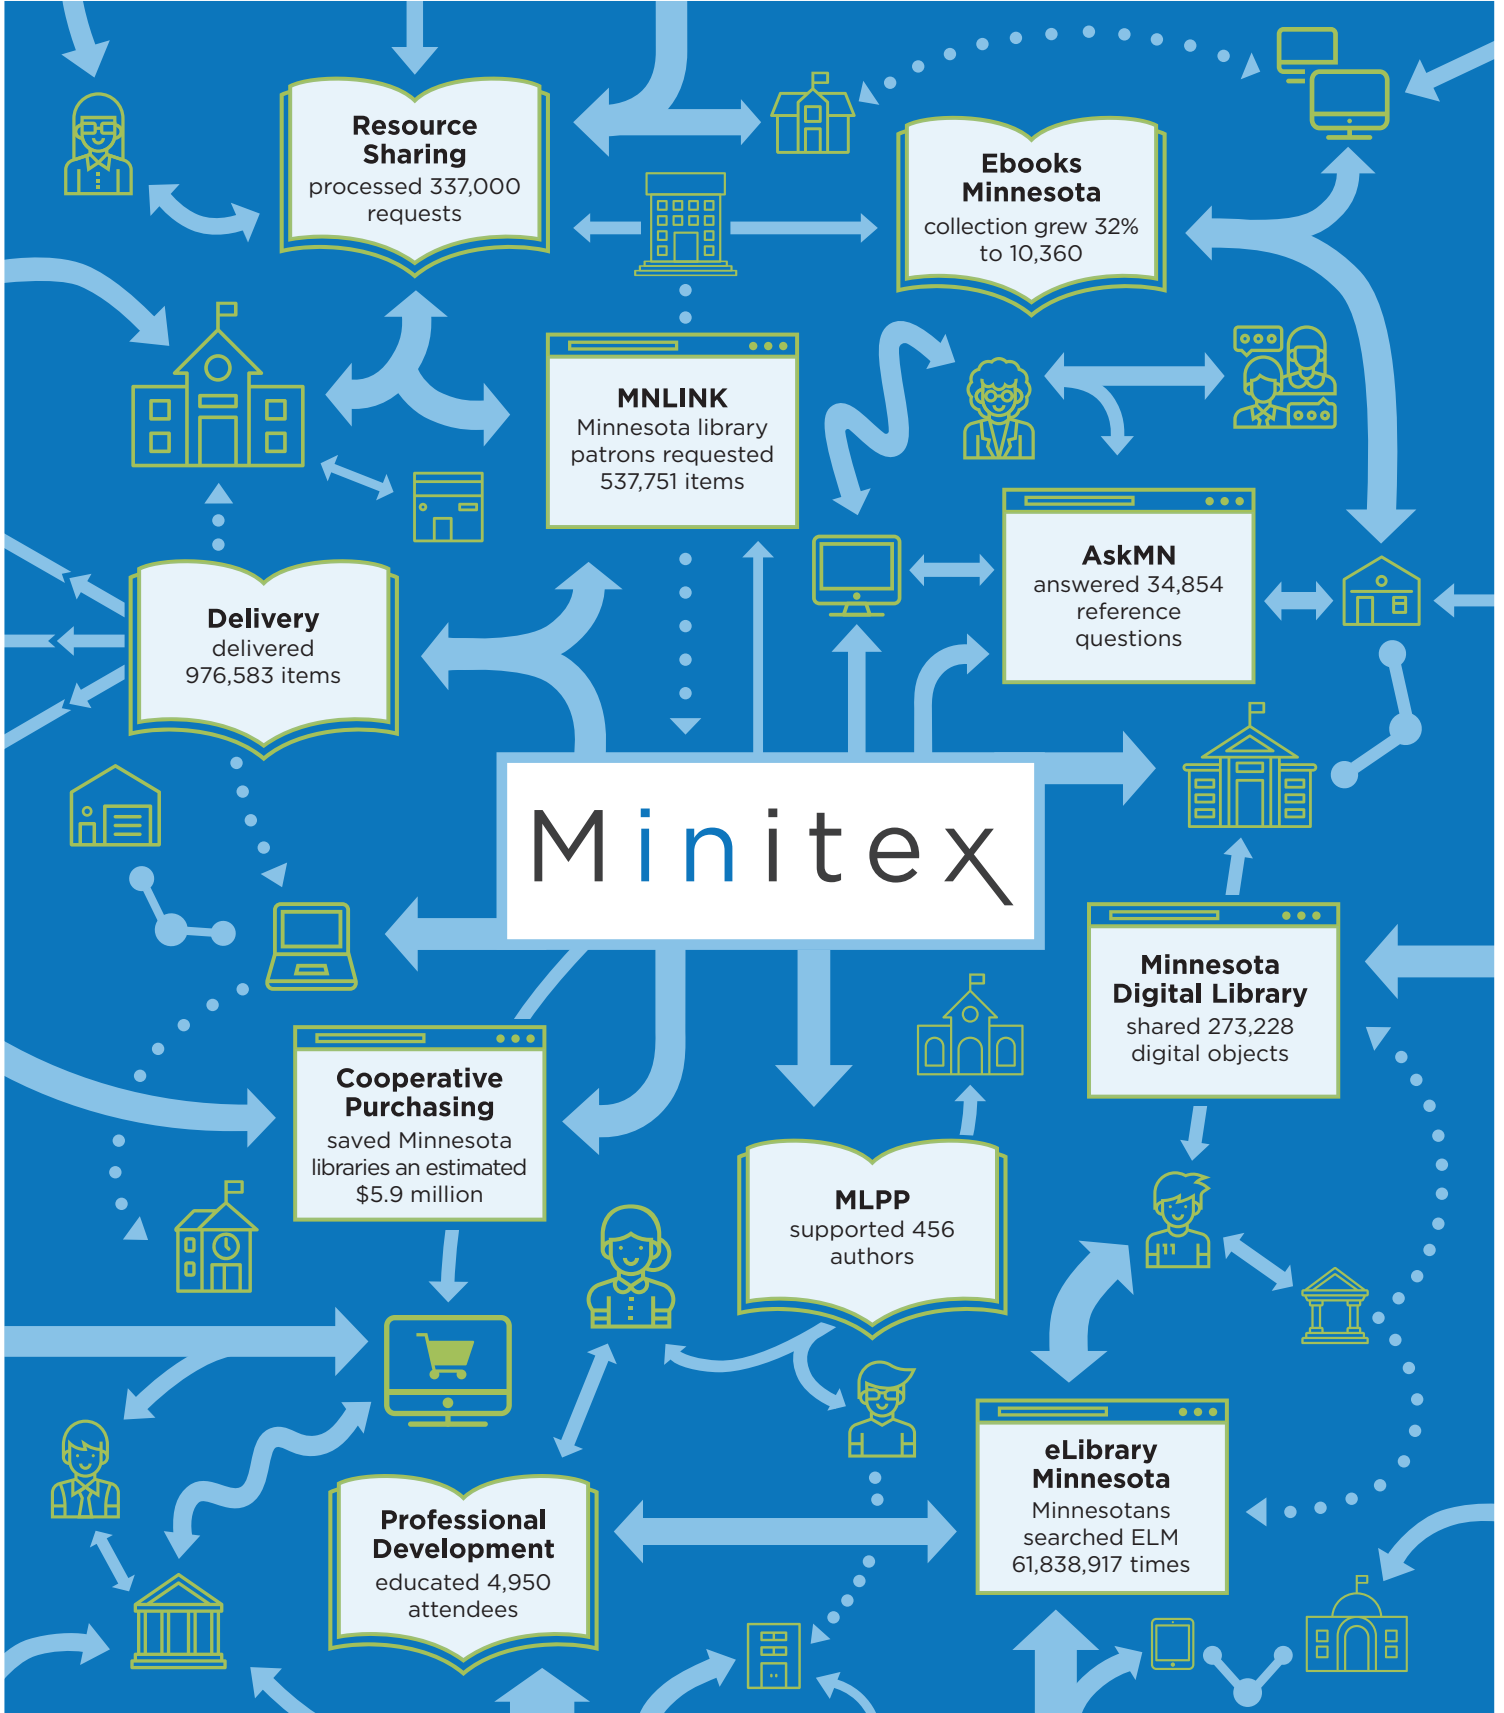 Resource
Sharing
processed 337,000
requests
Ebooks
Minnesota
collection grew 32%
to 10,360
MNLINK
Minnesota library
patrons requested
537,751 items
AskMN
answered 34,854
reference
questions
Delivery
delivered
976,583 items
Minitex
Minnesota
Digital Library
shared 273,228
digital objects
Cooperative
Purchasing
saved Minnesota
libraries an estimated
$5.9 million
MLPP
supported 456
authors
11
eLibrary
Minnesota
Minnesotans
searched ELM
61,838,917 times
Professional
Development
educated 4,950
attendees